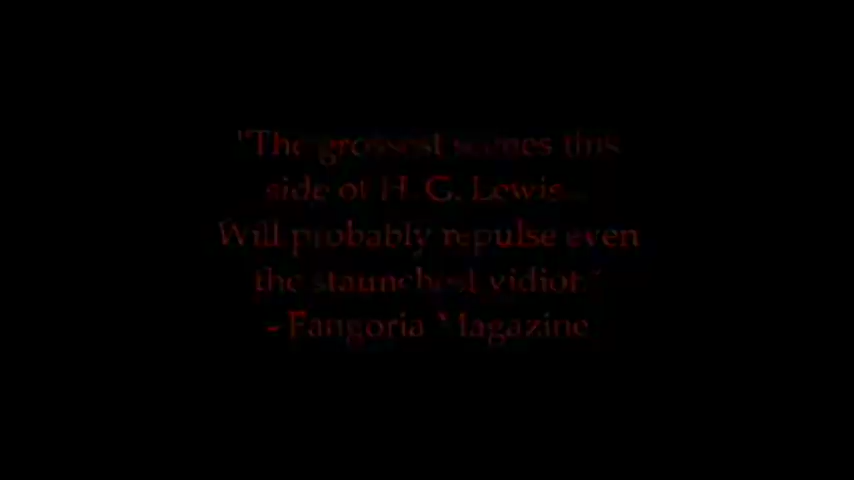 "The grossest scenes this
side of H. G. Lewis...
Will probably repulse even
the staunchest vidiot."
- Fangoria Magazine